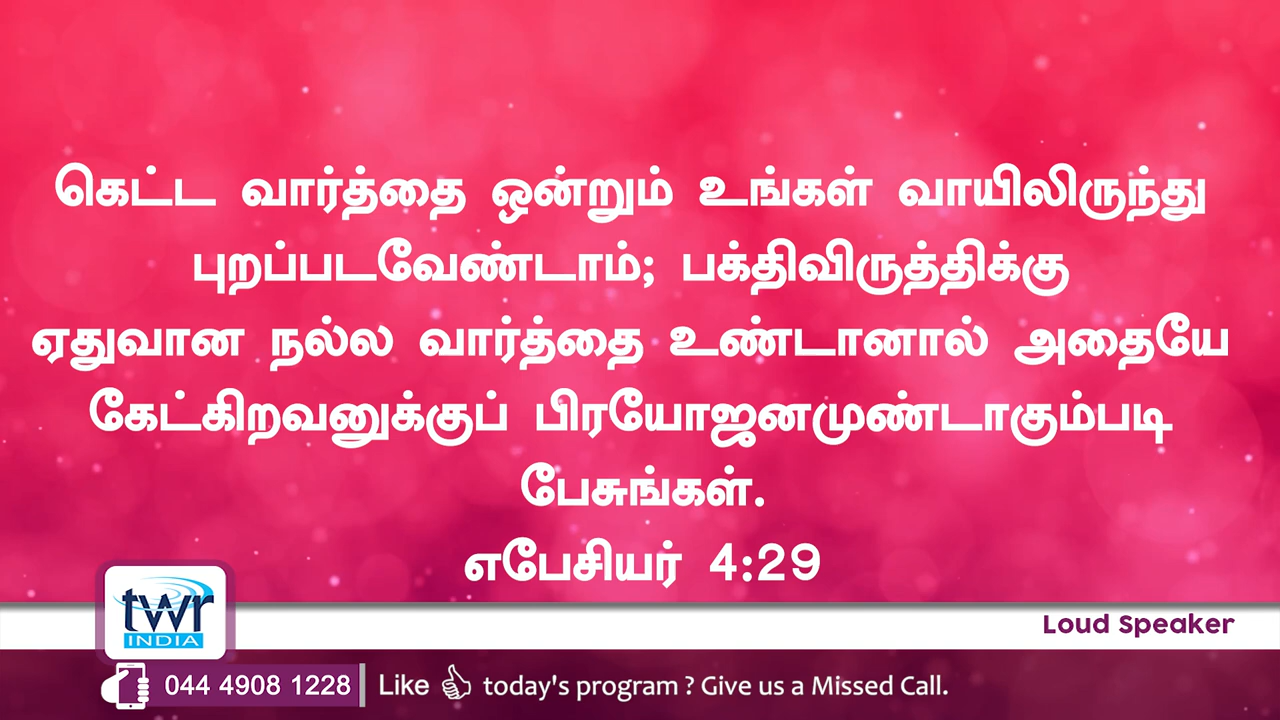 கெட்ட வார்த்தை ஒன்றும் உங்கள் வாயிலிருந்து
புறப்படவேண்டாம்; பக்திவிருத்திக்கு
ஏதுவான நல்ல வார்த்தை உண்டானால் அதையே
கேட்கிறவனுக்குப் பிரயோஜனமுண்டாகும்படி
பேசுங்கள்.
எபேசியர் 4:29
twr
INDIA
Loud Speaker
044 4908 1228
Like today's program ? Give us a Missed Call.